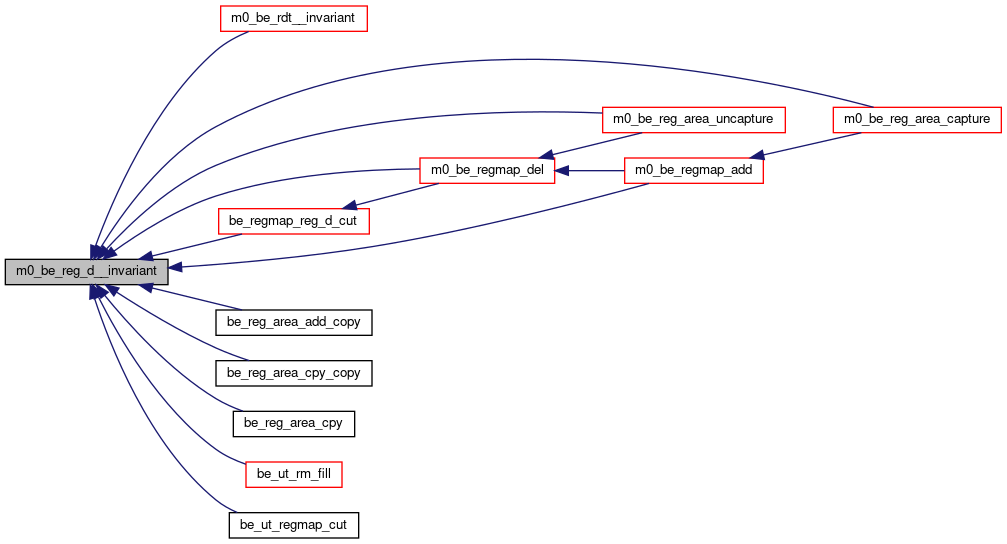 m0_be_rdt__invariant
m0_be_reg_area_uncapture
m0_be_reg_area_capture
m0_be_regmap_del
m0_be_regmap_add
be_regmap_reg_d_cut
m0_be_reg_d__invariant
be_reg_area_add_copy
be_reg_area_cpy_copy
be_reg_area_cpy
be_ut_rm_fill
be_ut_regmap_cut